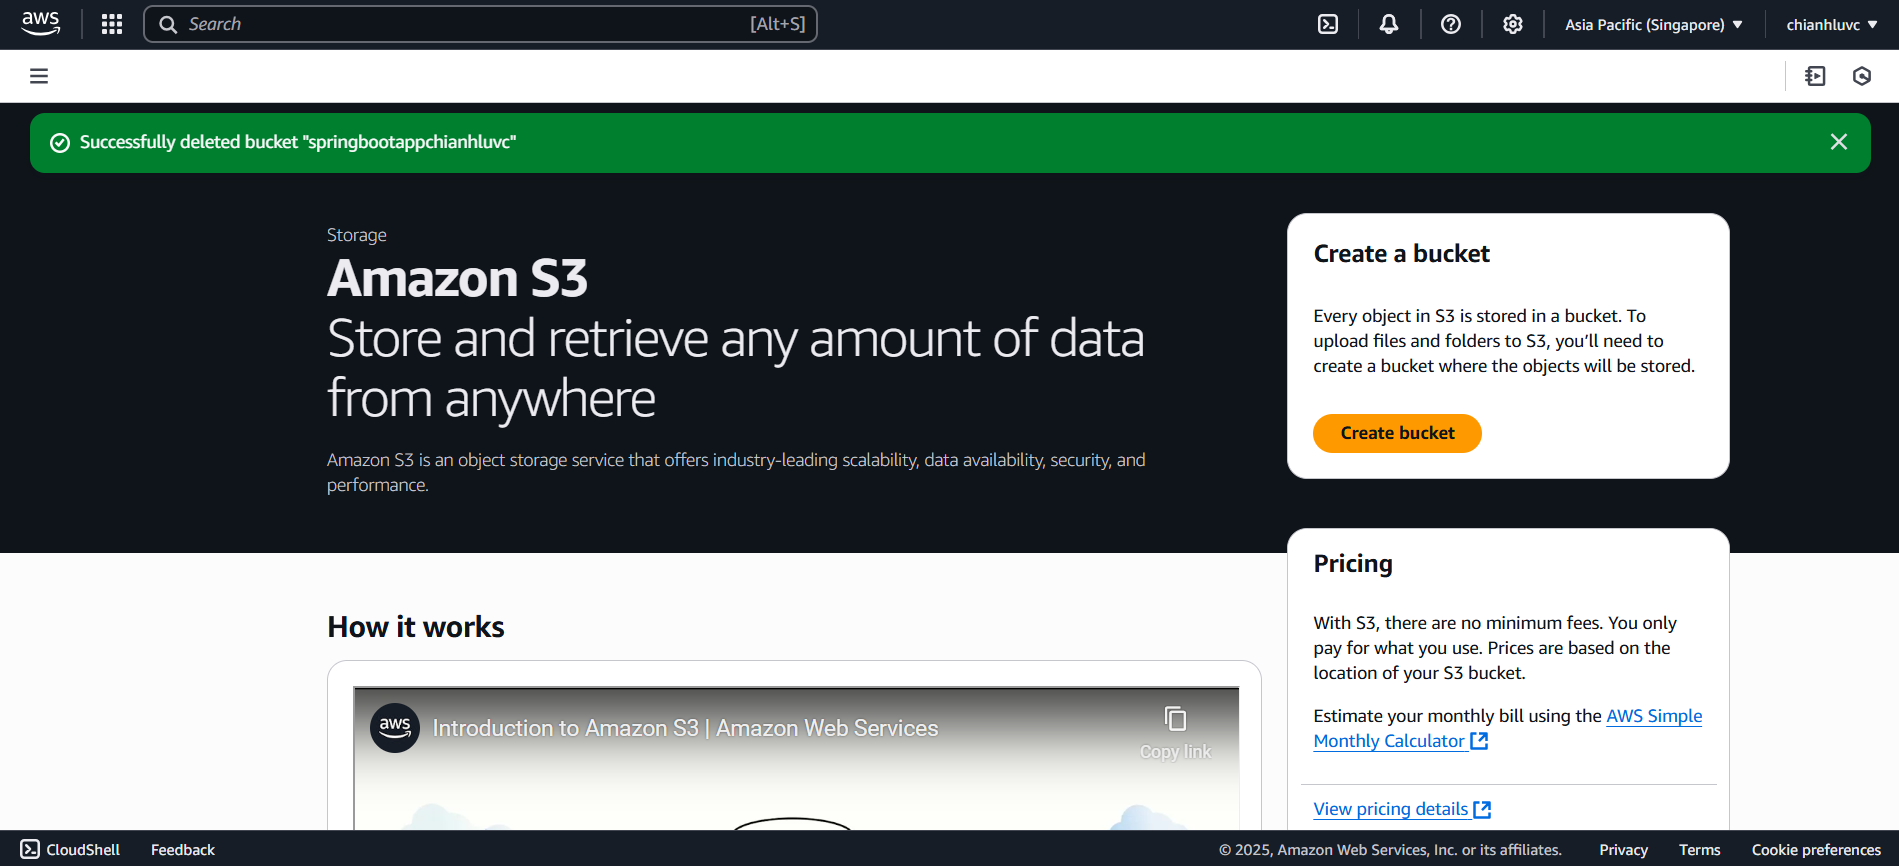 aws
Search
[Alt+S]
Asia Pacific (Singapore)
chianhluvc
Successfully deleted bucket "springbootappchianhluvc"
Storage
Amazon S3
Store and retrieve any amount of data
from anywhere
Amazon S3 is an object storage service that offers industry-leading scalability, data availability, security, and
performance.
Create a bucket
Every object in S3 is stored in a bucket. To
upload files and folders to S3, you'll need to
create a bucket where the objects will be stored.
Create bucket
Pricing
With S3, there are no minimum fees. You only
pay for what you use. Prices are based on the
location of your S3 bucket.
Estimate your monthly bill using the AWS Simple
Monthly Calculator
View pricing details
How it works
aws
Introduction to Amazon S3 | Amazon Web Services
Copy link
CloudShell
Feedback
© 2025, Amazon Web Services, Inc. or its affiliates.
Privacy
Terms
Cookie preferences